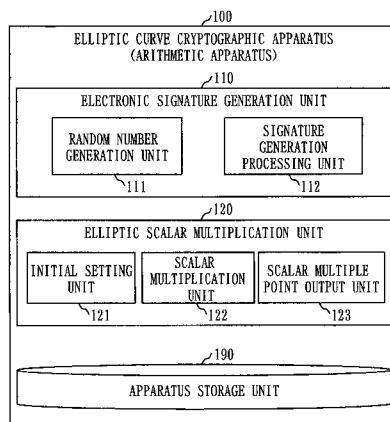 100
ELLIPTIC CURVE CRYPTOGRAPHIC APPARATUS
(ARITHMETIC APPARATUS)
110
ELECTRONIC SIGNATURE GENERATION UNIT
RANDOM NUMBER
GENERATION UNIT
111
SIGNATURE
GENERATION
PROCESSING UNIT
112
120
ELLIPTIC SCALAR MULTIPLICATION UNIT
INITIAL SETTING
UNIT
121
SCALAR
MULTIPLICATION
UNIT
122
SCALAR MULTIPLE
POINT OUTPUT UNIT
123
190
APPARATUS STORAGE UNIT